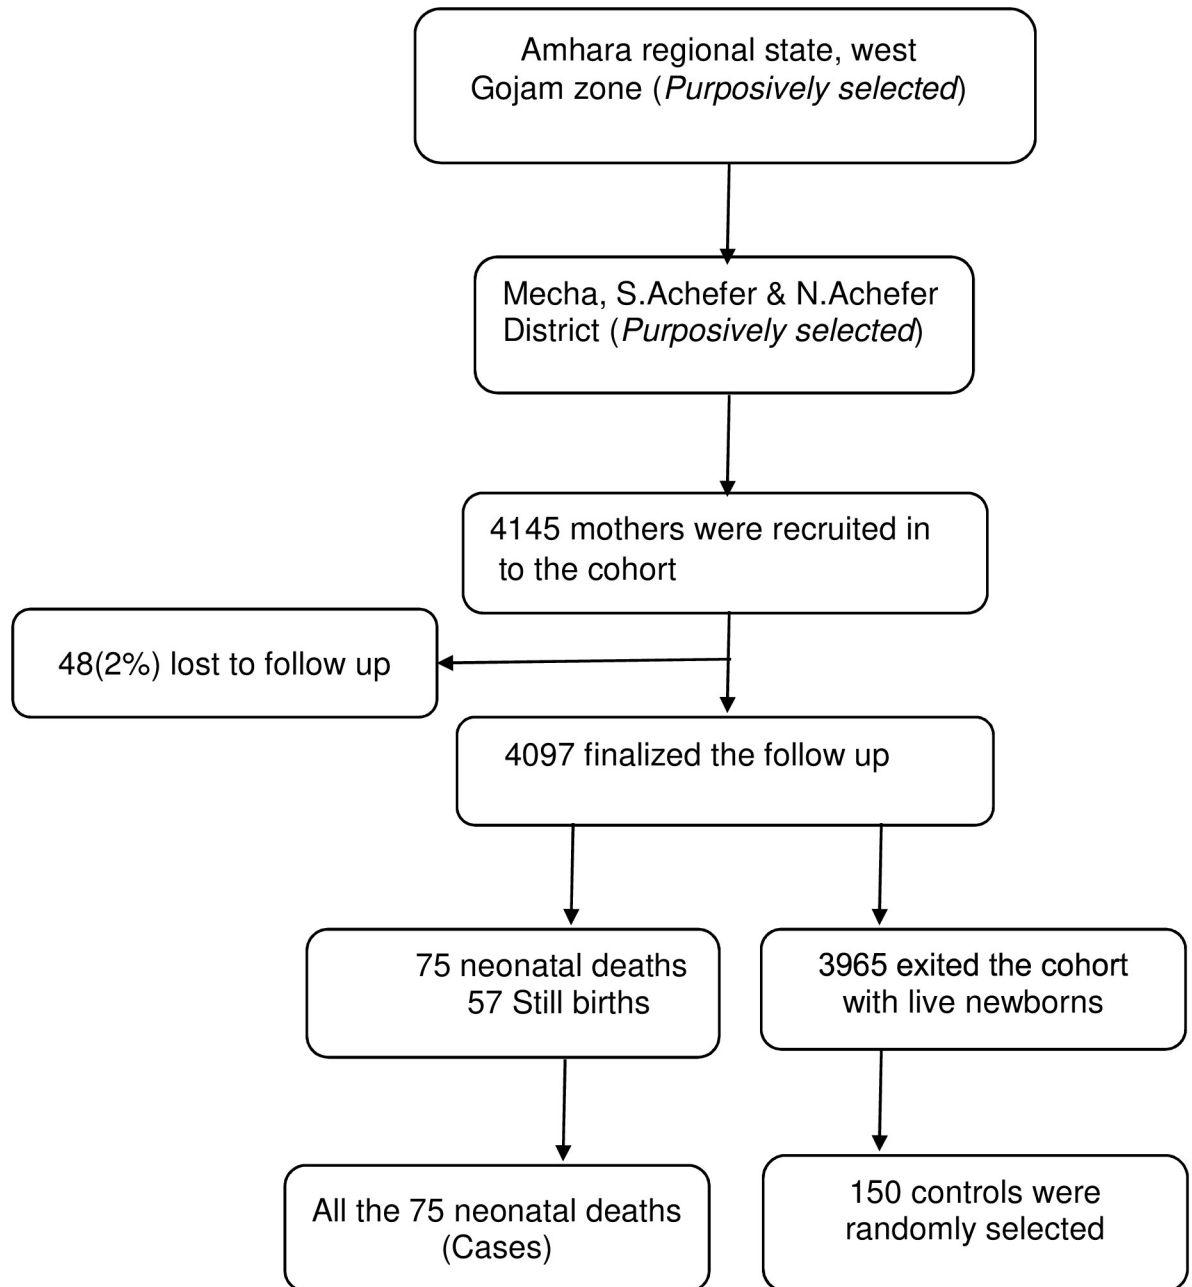 Amhara regional state, west
Gojam zone (Purposively selected)
Mecha, S.Achefer & N.Achefer
District (Purposively selected)
4145 mothers were recruited in
to the cohort
48(2%) lost to follow up
4097 finalized the follow up
75 neonatal deaths
57 Still births
3965 exited the cohort
with live newborns
All the 75 neonatal deaths
(Cases)
150 controls were
randomly selected